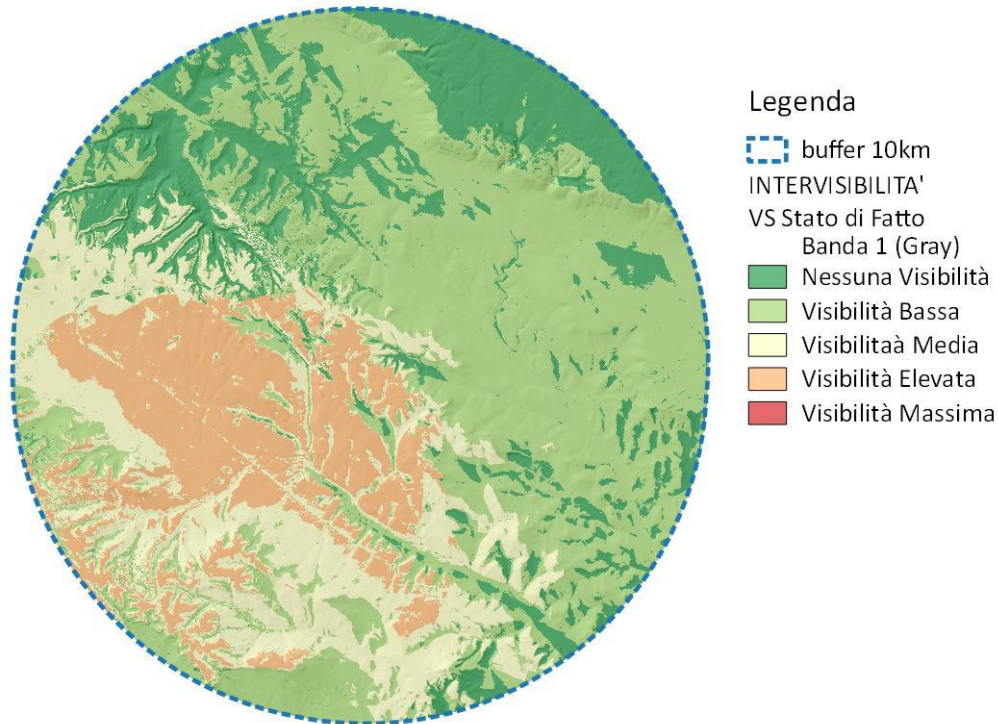 Legenda
buffer 10km
INTERVISIBILITA'
VS Stato di Fatto
Banda 1 (Gray)
Nessuna Visibilità
Visibilità Bassa
Visibilitaà Media
Visibilità Elevata
Visibilità Massima